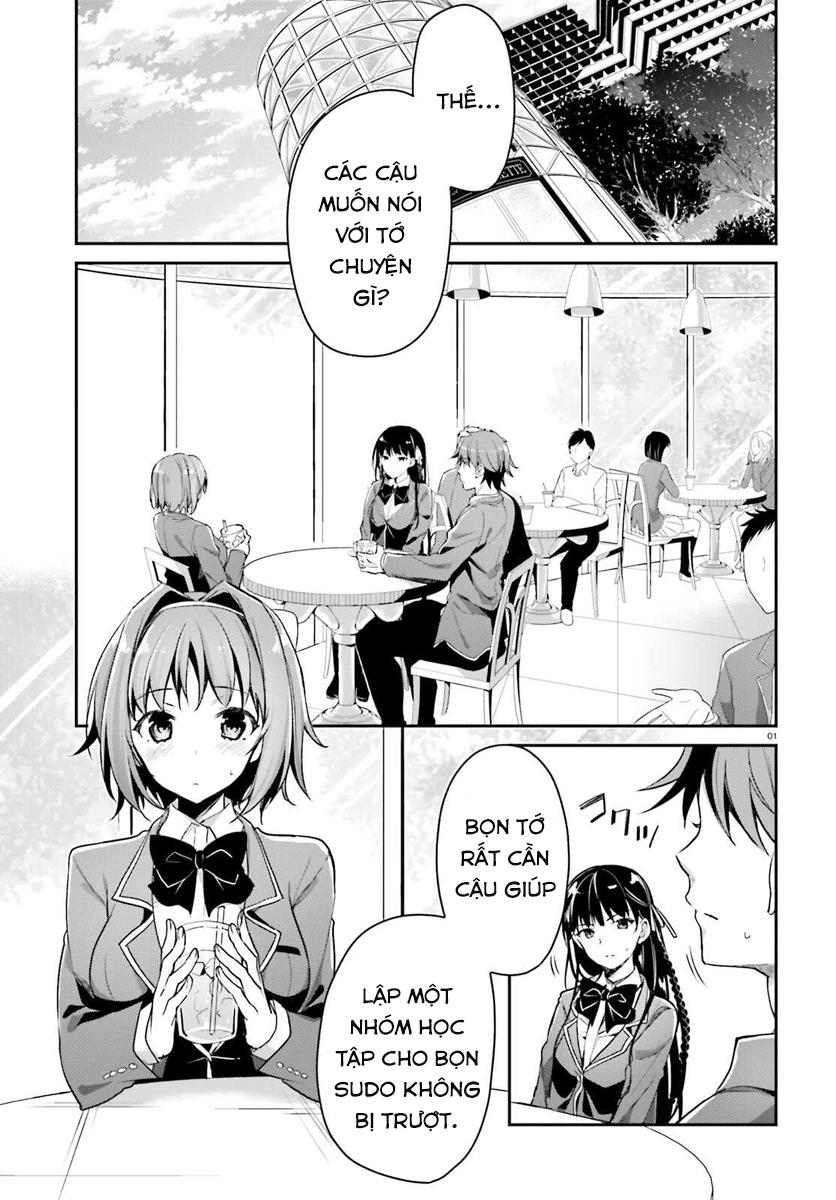 THẾ...
CÁC CẬU
MUỐN NÓI
VỚI TỚ
CHUYỆN
GÌ?
01
BỌN TỚ
RẤT CẦN
CẬU GIÚP
LẬP MỘT
NHÓM HỌC
TẬP CHO BỌN
SUDO KHÔNG
BỊ TRƯỢT.